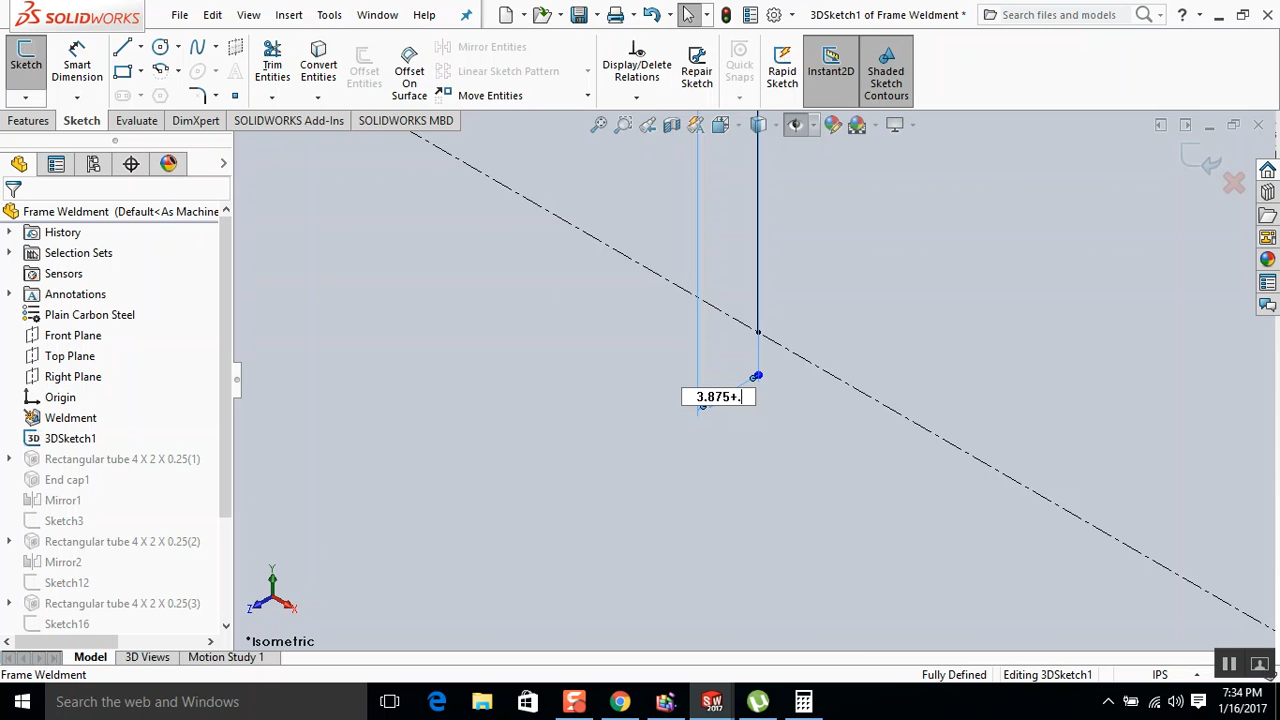 SOLIDWORKS File Edit View Insert Tools Window Help 3DSketch1 of Frame Weldment * Search files and models ?
Sketch Smart Dimension Trim Entities Convert Entities Offset Entities Offset On Surface Mirror Entities Linear Sketch Pattern Move Entities Display/Delete Relations Repair Sketch Quick Snaps Rapid Sketch Instant2D Shaded Sketch Contours
Features Sketch Evaluate DimXpert SOLIDWORKS Add-Ins SOLIDWORKS MBD
Frame Weldment (Default<As Machine
History
Selection Sets
Sensors
Annotations
Plain Carbon Steel
Front Plane
Top Plane
Right Plane
3.875+.
Origin
Weldment
3D 3DSketch1
Rectangular tube 4 X 2 X 0.25(1)
End cap1
Mirror1
Sketch3
Rectangular tube 4 X 2 X 0.25(2)
Mirror2
Sketch12
Rectangular tube 4 X 2 X 0.25(3)
Sketch16
Y
Z
X
*Isometric
Model 3D Views Motion Study 1
Frame Weldment Fully Defined Editing 3DSketch1 IPS
Search the web and Windows SW 2017 7:34 PM
1/16/2017